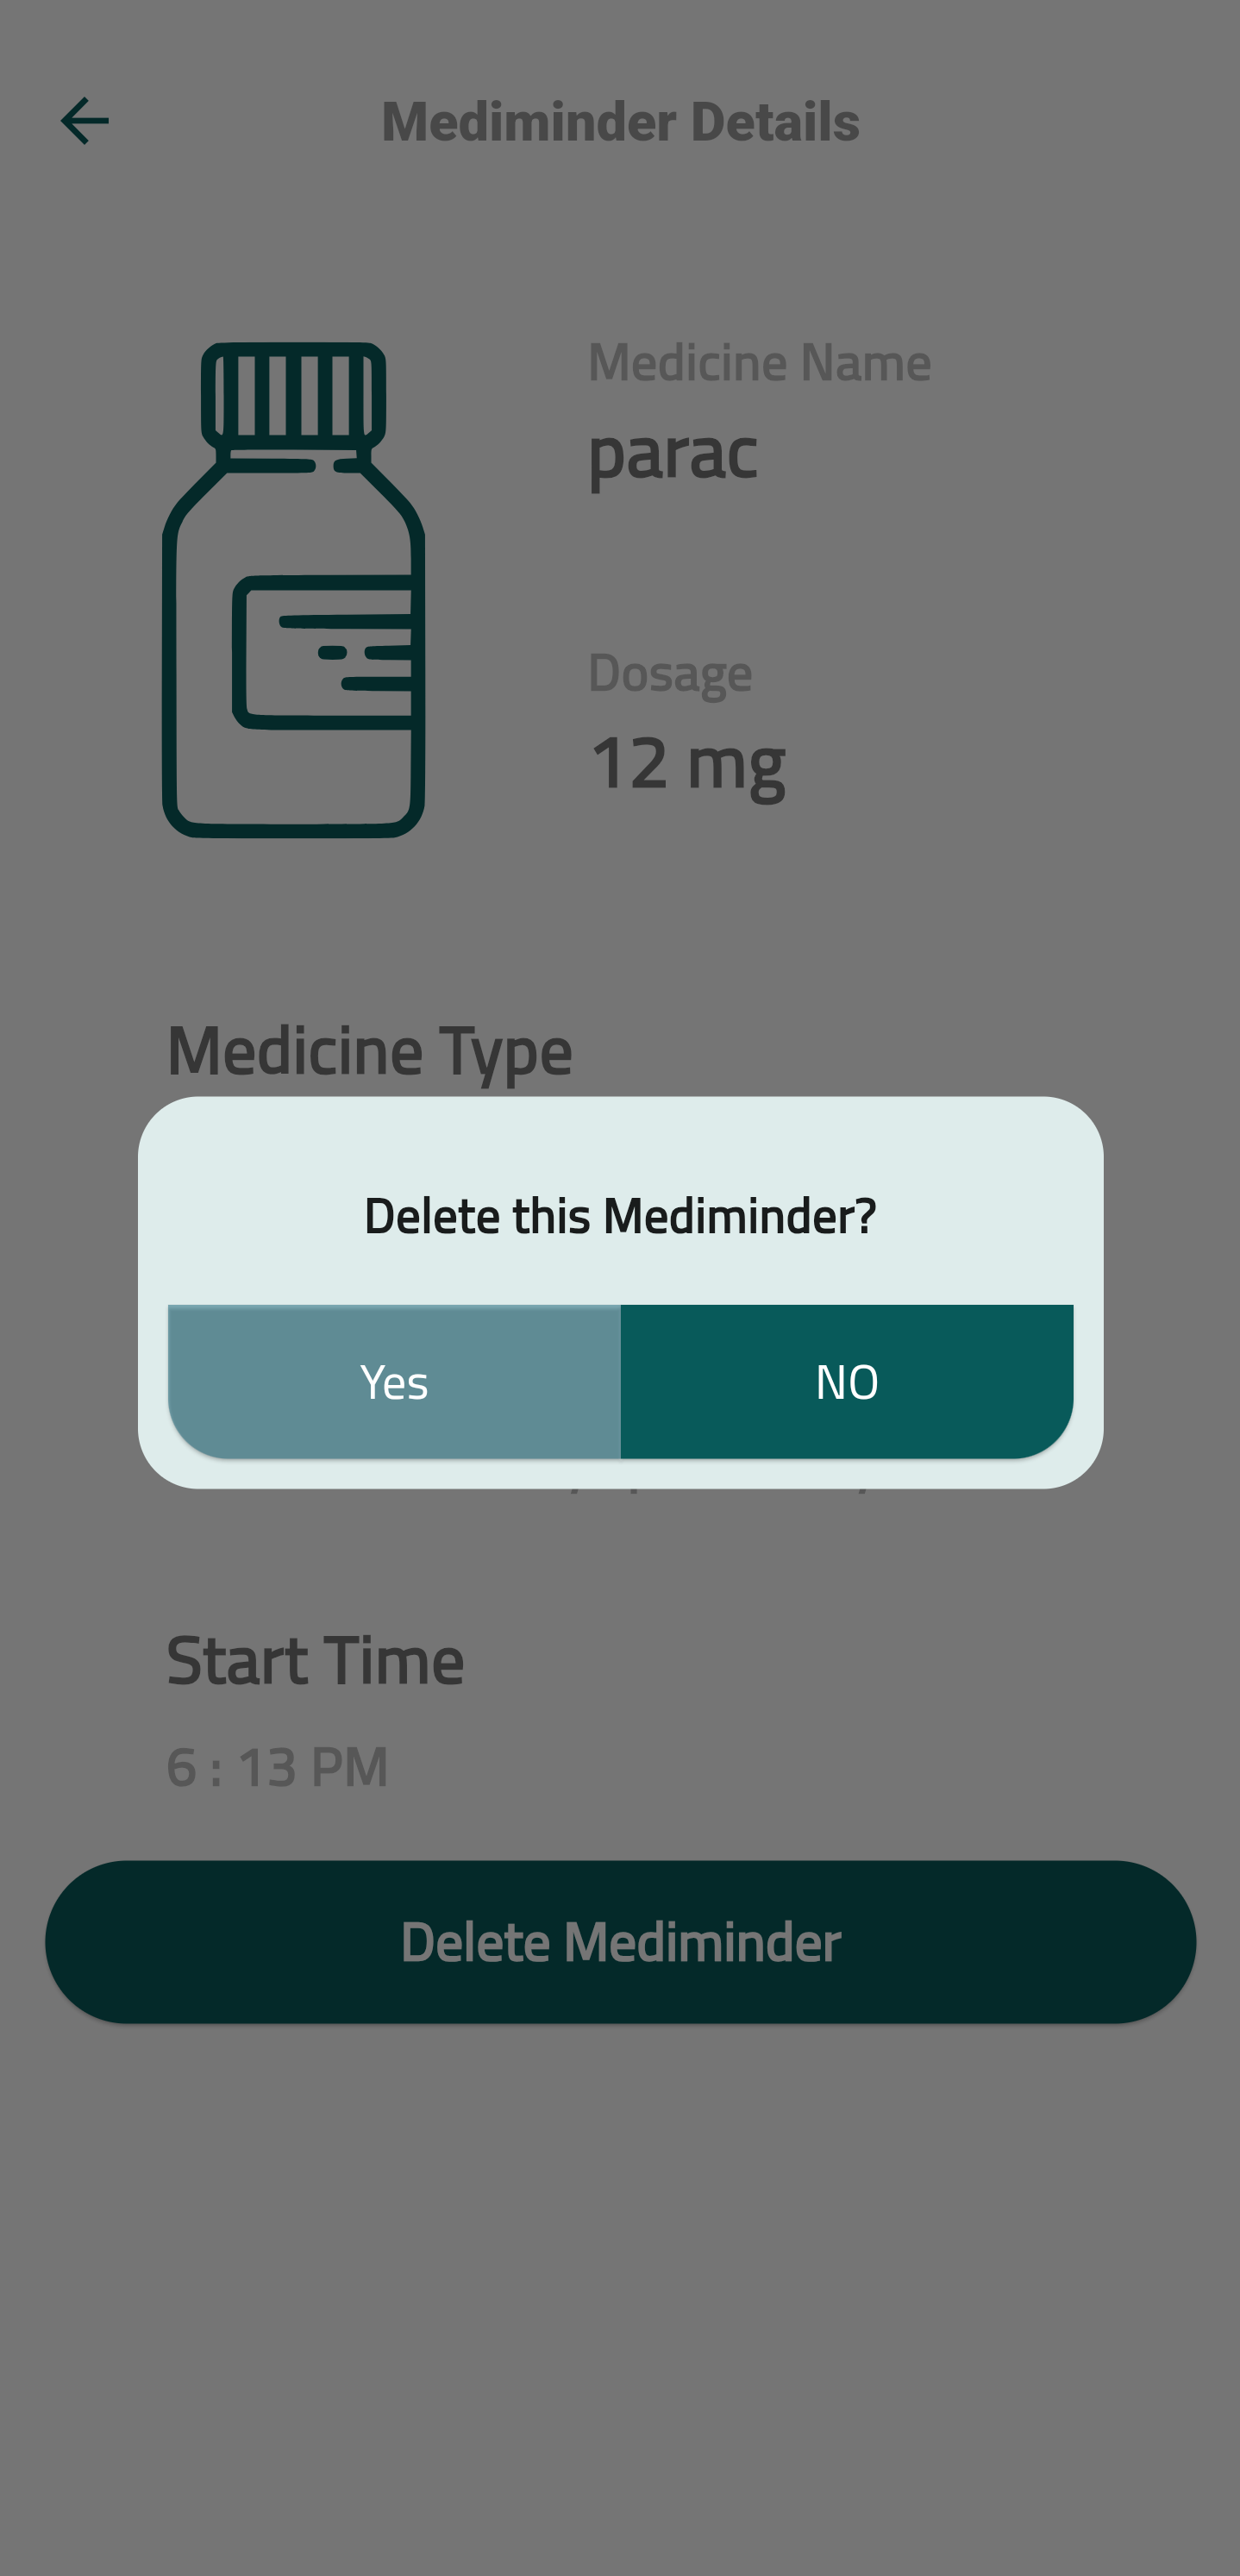 Mediminder Details
Medicine Name
parac
Dosage
12 mg
Medicine Type
Delete this Mediminder?
Yes
NO
Start Time
6 : 13 PM
Delete Mediminder